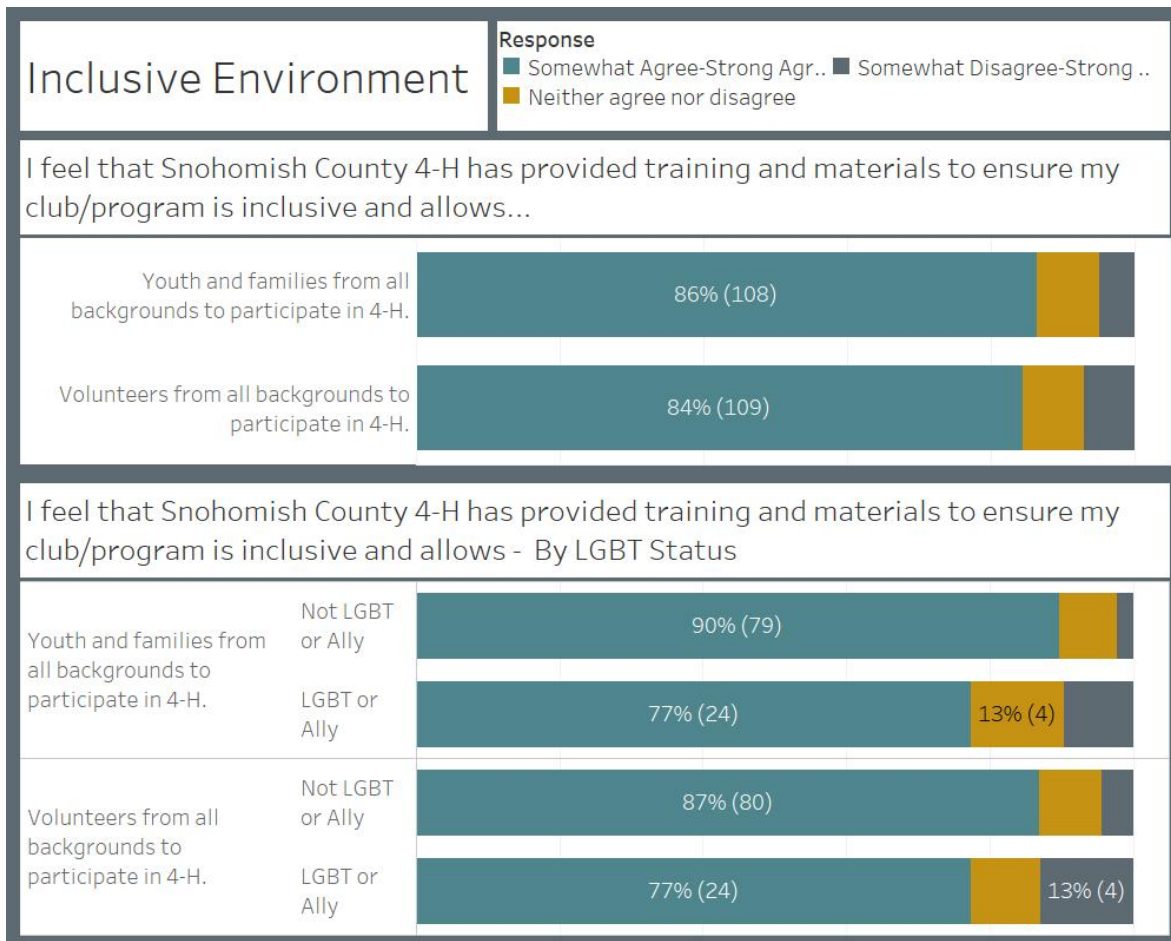 Inclusive Environment
Response
Somewhat Agree-Strong Agr.. Somewhat Disagree-Strong ..
Neither agree nor disagree
I feel that Snohomish County 4-H has provided training and materials to ensure my
club/program is inclusive and allows...
Youth and families from all
backgrounds to participate in 4-H.
86% (108)
Volunteers from all backgrounds to
participate in 4-H.
84% (109)
I feel that Snohomish County 4-H has provided training and materials to ensure my
club/program is inclusive and allows - By LGBT Status
Youth and families from
all backgrounds to
participate in 4-H.
Not LGBT
or Ally
90% (79)
LGBT or
Ally
77% (24) 13% (4)
Volunteers from all
backgrounds to
participate in 4-H.
Not LGBT
or Ally
87% (80)
LGBT or
Ally
77% (24) 13% (4)